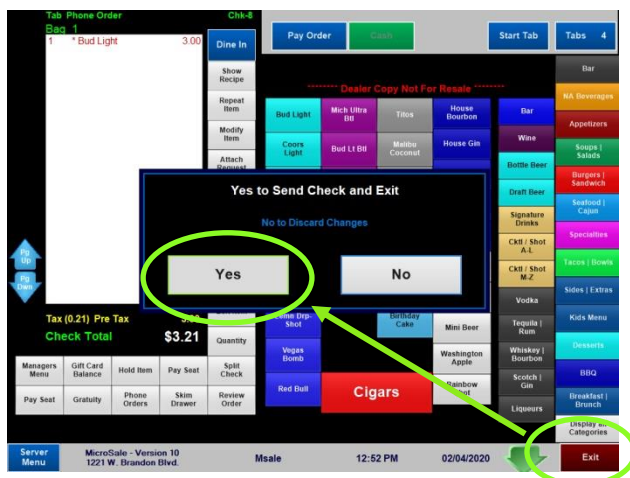 Tab Phone Order Chk-8
Bag 1
1 * Bud Light 3.00
Dine In
Pay Order
Cash
Start Tab
Tabs 4
Show Recipe
Repeat Item
Modify Item
Attach Request
******** Dealer Copy Not For Resale ********
Bud Light
Mich Ultra Btl
Titos
House Bourbon
Coors Light
Bud Lt Btl
Malibu Coconut
House Gin
Bar
Wine
Bottle Beer
Draft Beer
Signature Drinks
Cktl / Shot A-L
Cktl / Shot M-Z
Vodka
Tequila | Rum
Whiskey | Bourbon
Scotch | Gin
Liqueurs
Bar
NA Beverages
Appetizers
Soups | Salads
Burgers | Sandwich
Seafood | Cajun
Specialties
Tacos | Bowls
Sides | Extras
Kids Menu
Desserts
BBQ
Breakfast | Brunch
Display all Categories
Yes to Send Check and Exit
No to Discard Changes
Yes
No
Pg Up
Pg Dwn
Tax (0.21) Pre Tax
Check Total $3.21
Quantity
Shot
Birthday Cake
Mini Beer
Vegas Bomb
Washington Apple
Red Bull
Cigars
Managers Menu
Gift Card Balance
Hold Item
Pay Seat
Split Check
Pay Seat
Gratuity
Phone Orders
Skim Drawer
Review Order
Server Menu
MicroSale - Version 10
1221 W. Brandon Blvd.
Msale
12:52 PM
02/04/2020
Exit